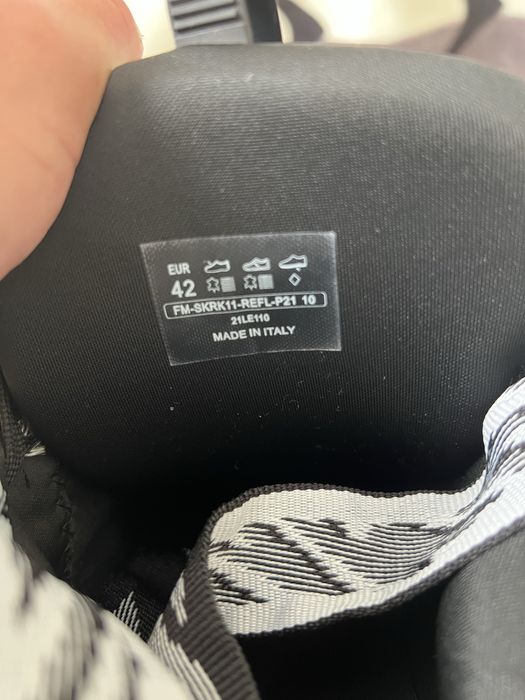 EUR
42
FM-SKRK11-REFL-P21 10
21LE110
MADE IN ITALY